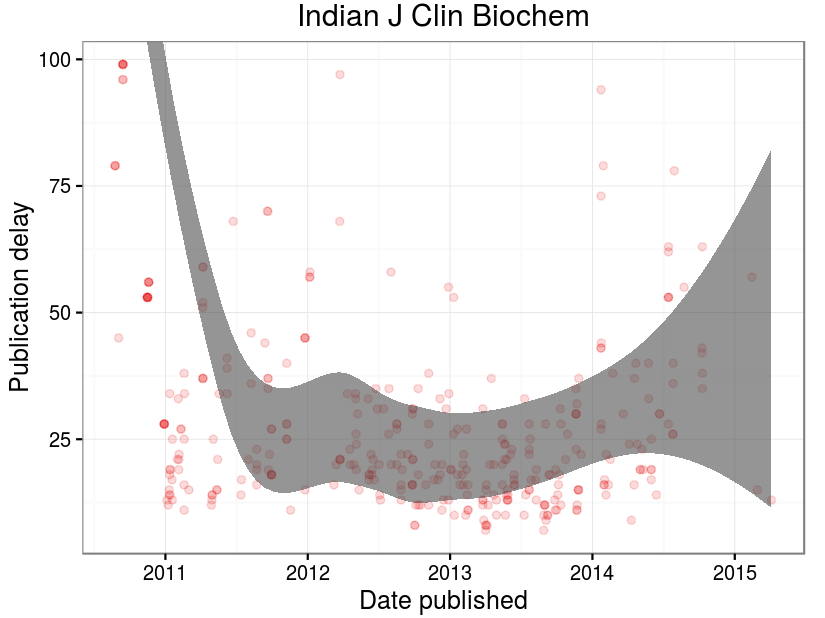 Indian J Clin Biochem
Publication delay
100
75
50
25
2011 2012 2013 2014 2015
Date published